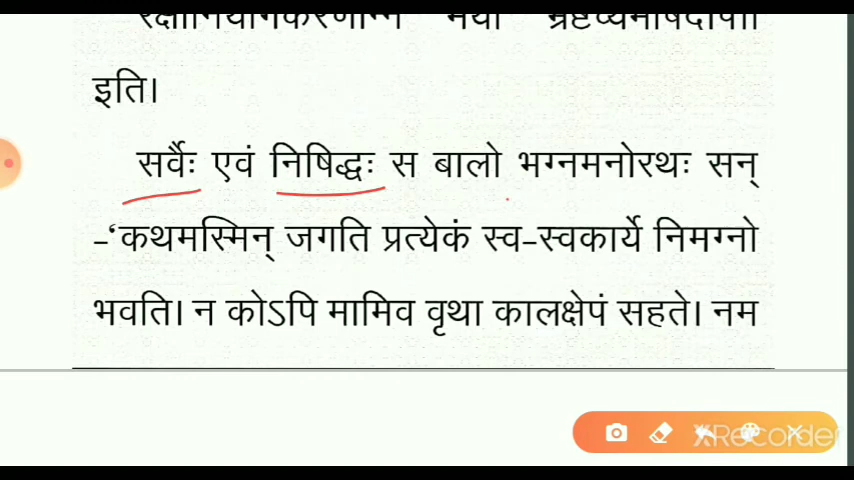 इति।
सर्वैः एवं निषिद्धः स बालो भग्नमनोरथः सन्
–‘कथमस्मिन् जगति प्रत्येकं स्व–स्वकार्ये निमग्नो
भवति। न कोऽपि मामिव वृथा कालक्षेपं सहते। नम
XRecorder